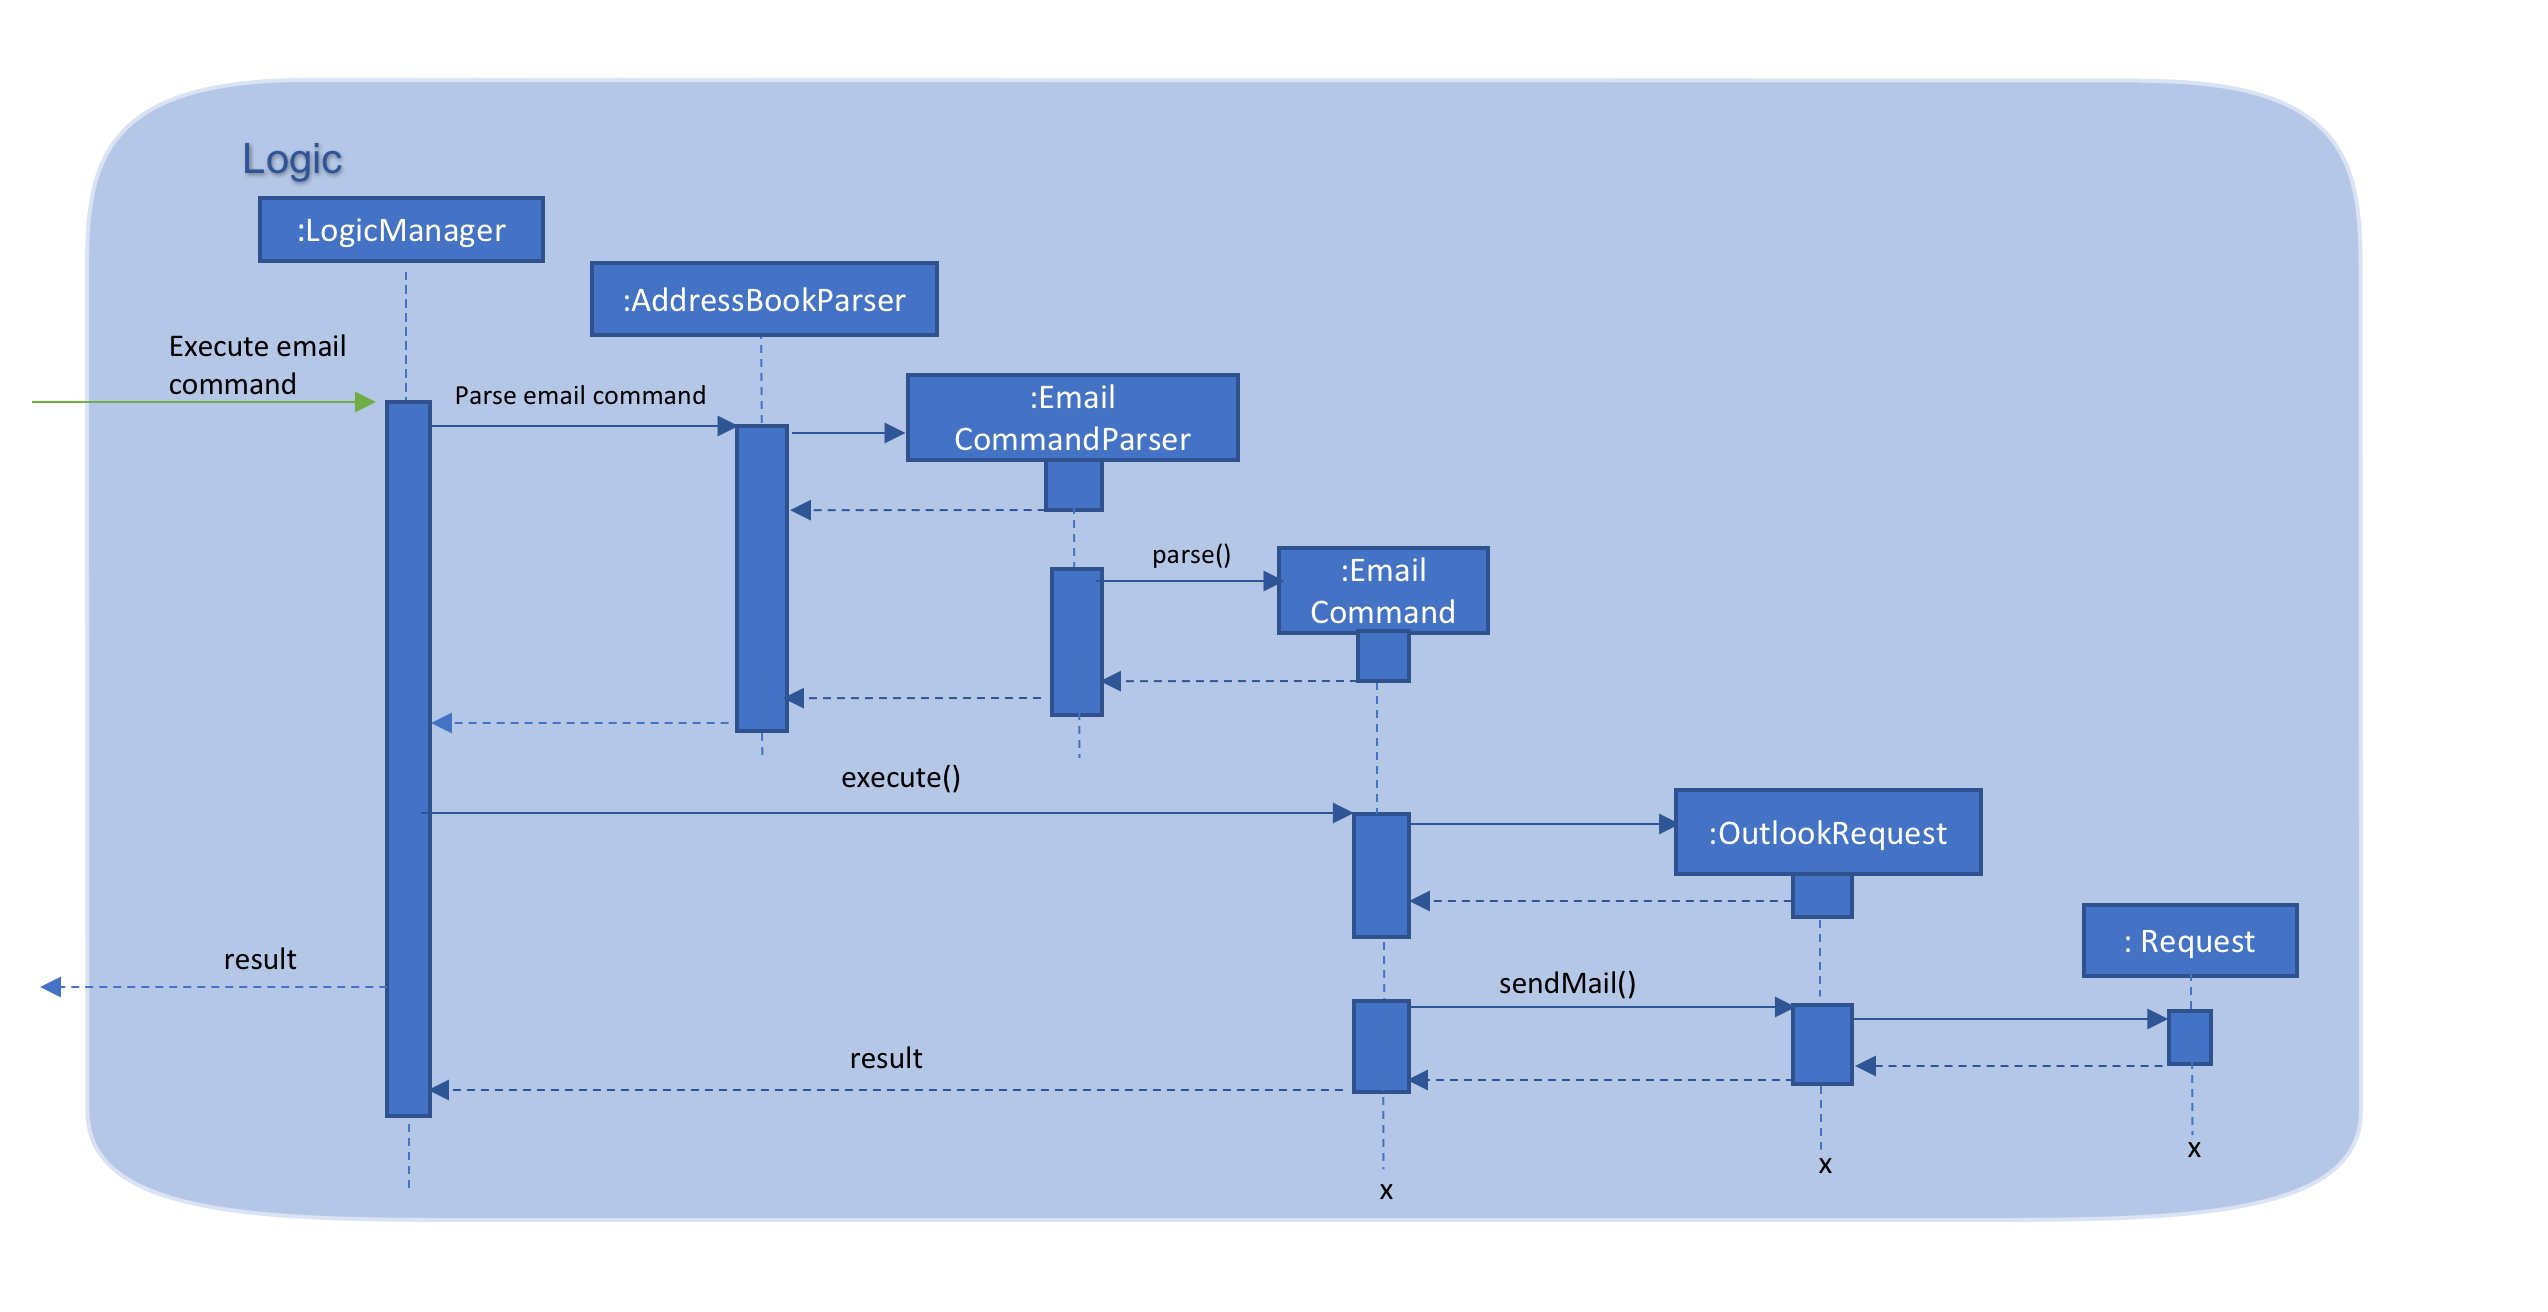 Logic
:LogicManager
:AddressBookParser
Execute email
command
Parse email command
:Email
CommandParser
parse()
:Email
Command
execute()
:OutlookRequest
: Request
result
sendMail()
result
x
x
x